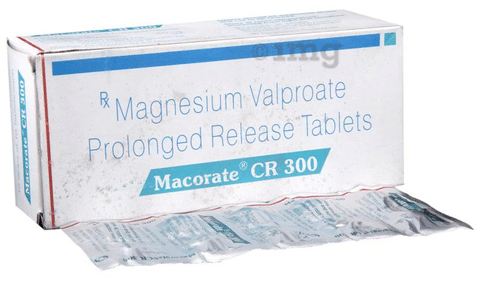 1mg
℞ Magnesium Valproate
Prolonged Release Tablets
Macorate® CR 300
Macorate® CR 300